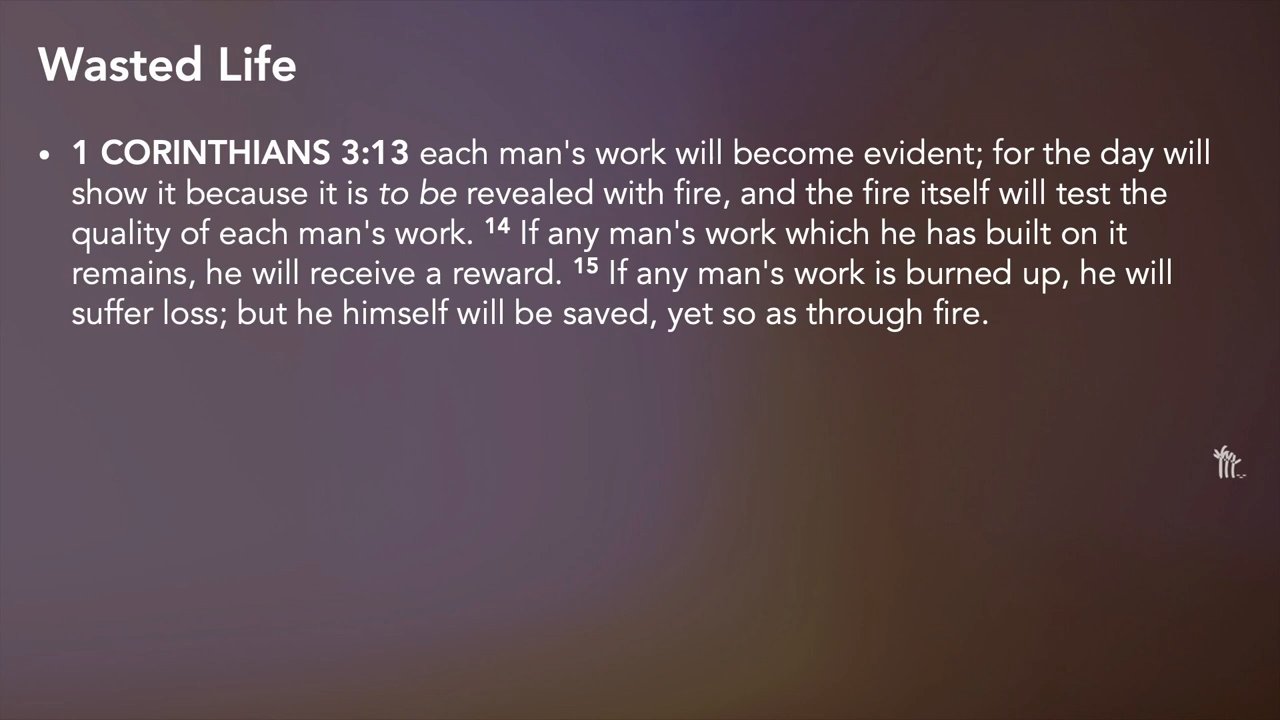 Wasted Life
• 1 CORINTHIANS 3:13 each man's work will become evident; for the day will
show it because it is to be revealed with fire, and the fire itself will test the
quality of each man's work. 14 If any man's work which he has built on it
remains, he will receive a reward. 15 If any man's work is burned up, he will
suffer loss; but he himself will be saved, yet so as through fire.